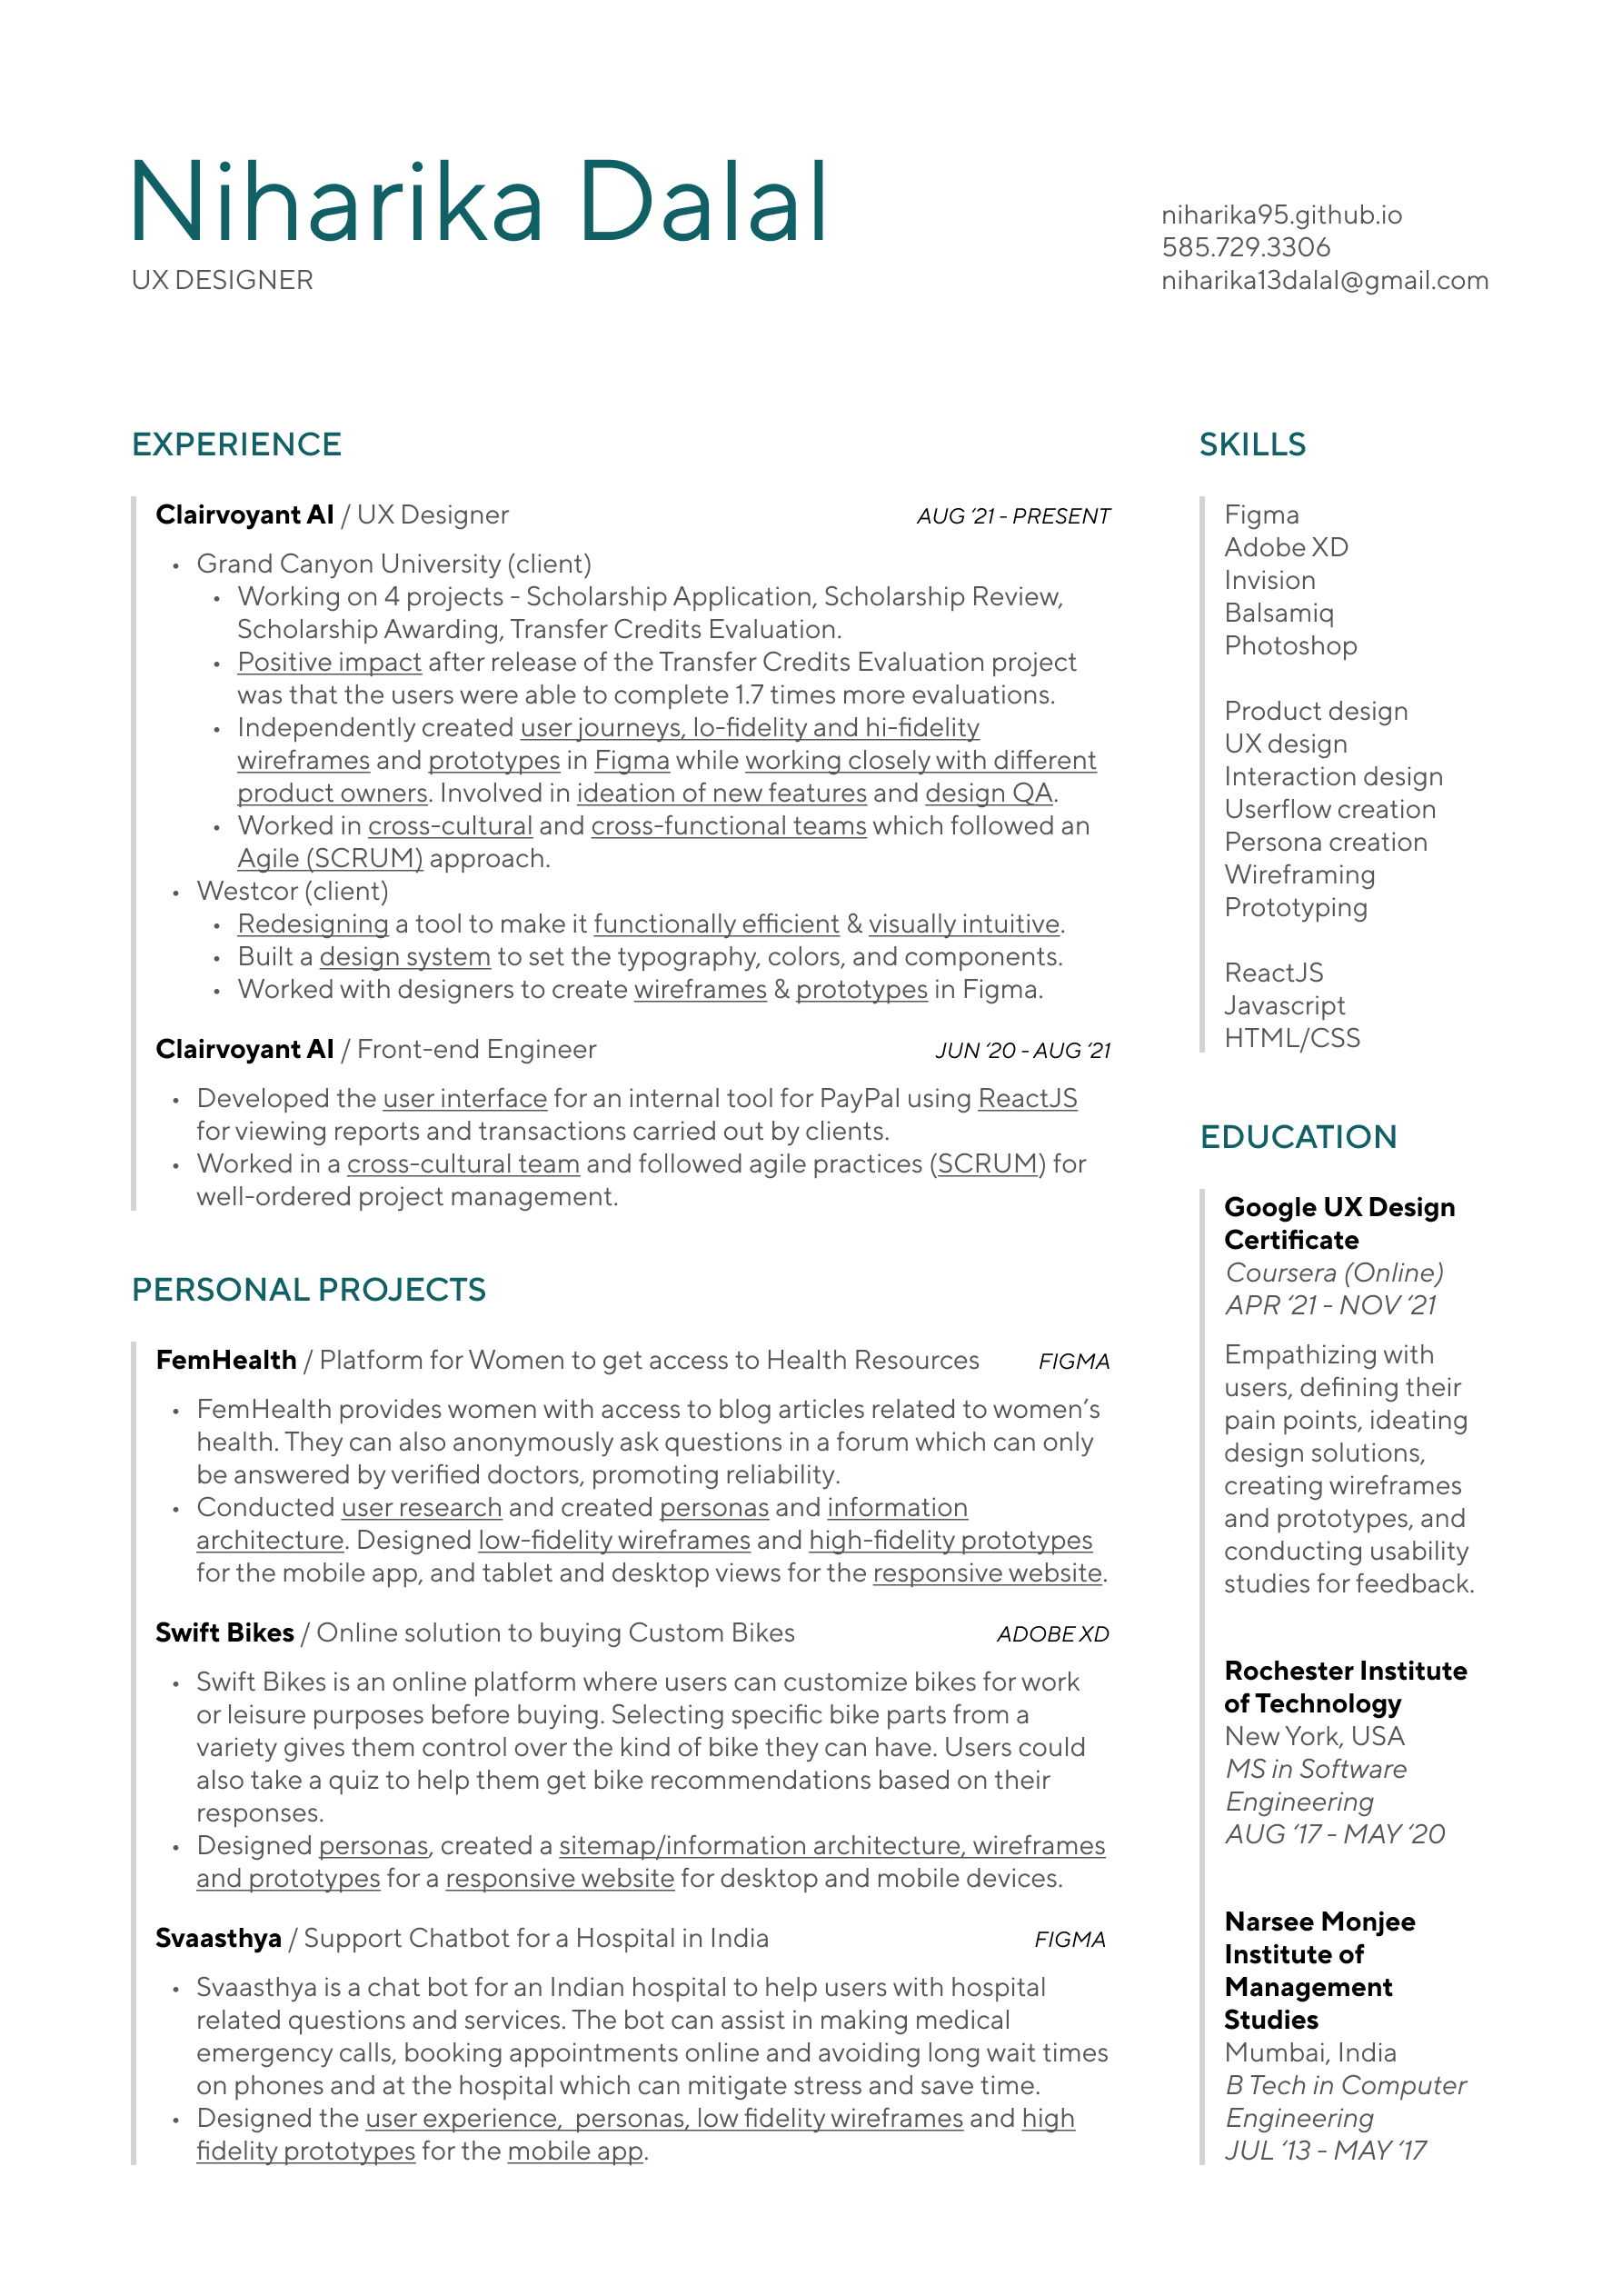 Niharika Dalal
UX DESIGNER
niharika95.github.io
585.729.3306
niharika13dalal@gmail.com
EXPERIENCE
Clairvoyant AI / UX Designer AUG ‘21 - PRESENT
• Grand Canyon University (client)
• Working on 4 projects - Scholarship Application, Scholarship Review,
Scholarship Awarding, Transfer Credits Evaluation.
• Positive impact after release of the Transfer Credits Evaluation project
was that the users were able to complete 1.7 times more evaluations.
• Independently created user journeys, lo-fidelity and hi-fidelity
wireframes and prototypes in Figma while working closely with different
product owners. Involved in ideation of new features and design QA.
• Worked in cross-cultural and cross-functional teams which followed an
Agile (SCRUM) approach.
• Westcor (client)
• Redesigning a tool to make it functionally efficient & visually intuitive.
• Built a design system to set the typography, colors, and components.
• Worked with designers to create wireframes & prototypes in Figma.
Clairvoyant AI / Front-end Engineer JUN ‘20 - AUG ‘21
• Developed the user interface for an internal tool for PayPal using ReactJS
for viewing reports and transactions carried out by clients.
• Worked in a cross-cultural team and followed agile practices (SCRUM) for
well-ordered project management.
PERSONAL PROJECTS
FemHealth / Platform for Women to get access to Health Resources FIGMA
• FemHealth provides women with access to blog articles related to women’s
health. They can also anonymously ask questions in a forum which can only
be answered by verified doctors, promoting reliability.
• Conducted user research and created personas and information
architecture. Designed low-fidelity wireframes and high-fidelity prototypes
for the mobile app, and tablet and desktop views for the responsive website.
Swift Bikes / Online solution to buying Custom Bikes ADOBE XD
• Swift Bikes is an online platform where users can customize bikes for work
or leisure purposes before buying. Selecting specific bike parts from a
variety gives them control over the kind of bike they can have. Users could
also take a quiz to help them get bike recommendations based on their
responses.
• Designed personas, created a sitemap/information architecture, wireframes
and prototypes for a responsive website for desktop and mobile devices.
Svaasthya / Support Chatbot for a Hospital in India FIGMA
• Svaasthya is a chat bot for an Indian hospital to help users with hospital
related questions and services. The bot can assist in making medical
emergency calls, booking appointments online and avoiding long wait times
on phones and at the hospital which can mitigate stress and save time.
• Designed the user experience, personas, low fidelity wireframes and high
fidelity prototypes for the mobile app.
SKILLS
Figma
Adobe XD
Invision
Balsamiq
Photoshop
Product design
UX design
Interaction design
Userflow creation
Persona creation
Wireframing
Prototyping
ReactJS
Javascript
HTML/CSS
EDUCATION
Google UX Design
Certificate
Coursera (Online)
APR ‘21 - NOV ‘21
Empathizing with
users, defining their
pain points, ideating
design solutions,
creating wireframes
and prototypes, and
conducting usability
studies for feedback.
Rochester Institute
of Technology
New York, USA
MS in Software
Engineering
AUG ‘17 - MAY ‘20
Narsee Monjee
Institute of
Management
Studies
Mumbai, India
B Tech in Computer
Engineering
JUL ‘13 - MAY ‘17